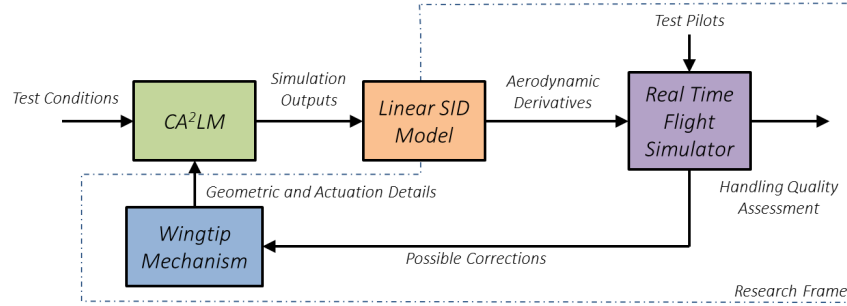 Test Pilots
Simulation
Outputs
Aerodynamic
Derivatives
Test Conditions
CA²LM
Linear SID
Model
Real Time
Flight
Simulator
Geometric and Actuation Details
Handling Quality
Assessment
Wingtip
Mechanism
Possible Corrections
Research Frame